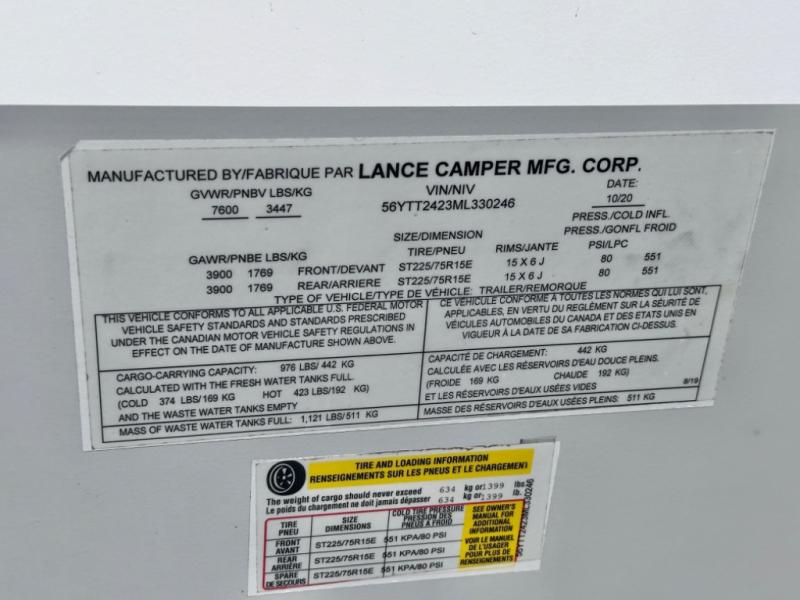 MANUFACTURED BY/FABRIQUE PAR LANCE CAMPER MFG. CORP.
GVWR/PNBV LBS/KG VIN/NIV DATE:
7600 3447 56YTT2423ML330246 10/20
PRESS./COLD INFL.
SIZE/DIMENSION PRESS./GONFL FROID
GAWR/PNBE LBS/KG TIRE/PNEU RIMS/JANTE PSI/LPC
3900 1769 FRONT/DEVANT ST225/75R15E 15 X 6 J 80 551
3900 1769 REAR/ARRIERE ST225/75R15E 15 X 6 J 80 551
TYPE OF VEHICLE/TYPE DE VÉHICLE: TRAILER/REMORQUE
THIS VEHICLE CONFORMS TO ALL APPLICABLE U.S. FEDERAL MOTOR
VEHICLE SAFETY STANDARDS AND STANDARDS PRESCRIBED
UNDER THE CANADIAN MOTOR VEHICLE SAFETY REGULATIONS IN
EFFECT ON THE DATE OF MANUFACTURE SHOWN ABOVE.
CE VÉHICULE CONFORME À TOUTES LES NORMES QUI LUI SONT
APPLICABLES, EN VERTU DU REGLÈMENT SUR LA SÉCURITÉ DE
VÉICULES AUTOMOBILES DU CANADA ET DES ETATS UNIS EN
VIGUEUR À LA DATE DE SA FABRICATION CI-DESSUS.
CARGO-CARRYING CAPACITY: 976 LBS/ 442 KG
CALCULATED WITH THE FRESH WATER TANKS FULL.
(COLD 374 LBS/169 KG HOT 423 LBS/192 KG)
AND THE WASTE WATER TANKS EMPTY
MASS OF WASTE WATER TANKS FULL: 1,121 LBS/511 KG
CAPACITÉ DE CHARGEMENT: 442 KG
CALCULÉE AVEC LES RÉSERVOIRS D'EAU DOUCE PLEINS.
(FROIDE 169 KG CHAUDE 192 KG)
ET LES RÉSERVOIRS D'EAUX USÉES VIDES 8/19
MASSE DES RÉSERVOIRS D'EAUX USÉES PLEINS: 511 KG
TIRE AND LOADING INFORMATION
RENSEIGNEMENTS SUR LES PNEUS ET LE CHARGEMENT
The weight of cargo should never exceed 634 kg or 1399 lbs
Le poids du chargement ne doit jamais dépasser 634 kg or 1399 lb.
TIRE
PNEU
SIZE
DIMENSIONS
COLD TIRE PRESSURE
PRESSION DES
PNEUS A FROID
FRONT
AVANT
ST225/75R15E 551 KPA/80 PSI
REAR
ARRIÈRE
ST225/75R15E 551 KPA/80 PSI
SPARE
DE SECOURS
ST225/75R15E 551 KPA/80 PSI
SEE OWNER'S
MANUAL FOR
ADDITIONAL
INFORMATION
VOIR LE MANUEL
DE L'USAGER
POUR PLUS DE
RENSEIGNEMENTS
56YTT2423ML330246